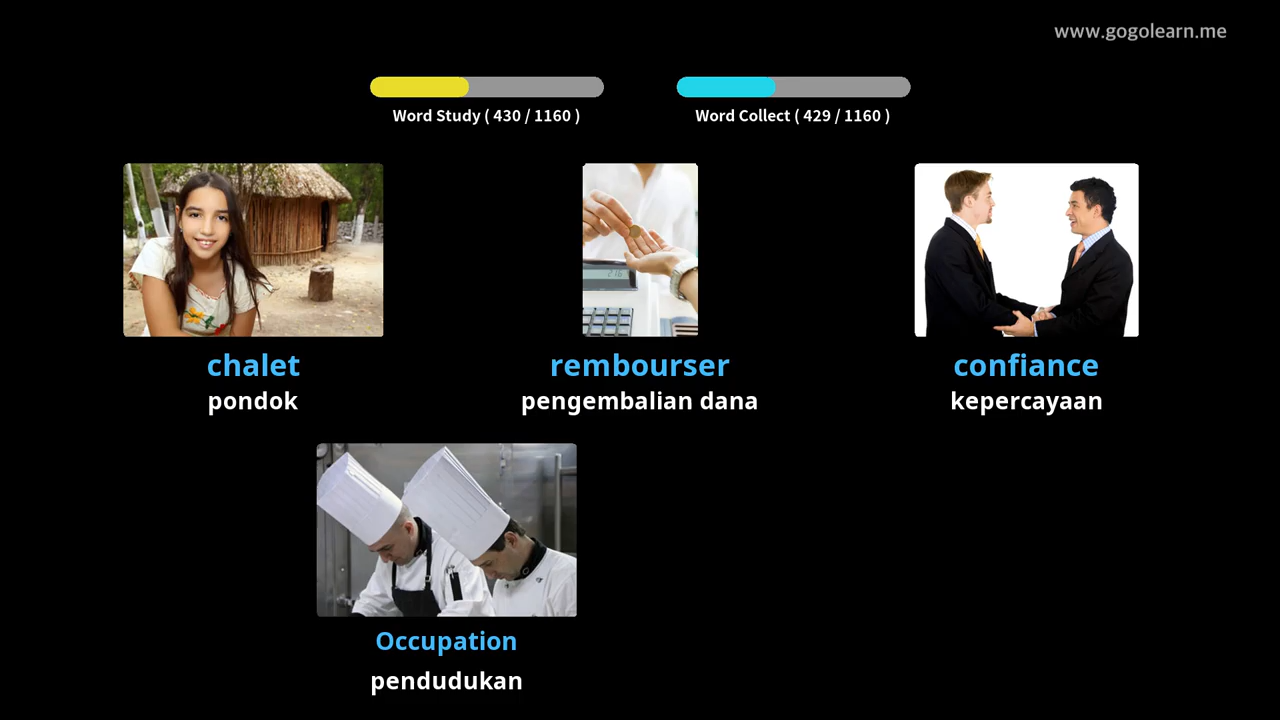 www.gogolearn.me
Word Study ( 430 / 1160 )
Word Collect ( 429 / 1160 )
chalet
pondok
rembourser
pengembalian dana
confiance
kepercayaan
Occupation
pendudukan